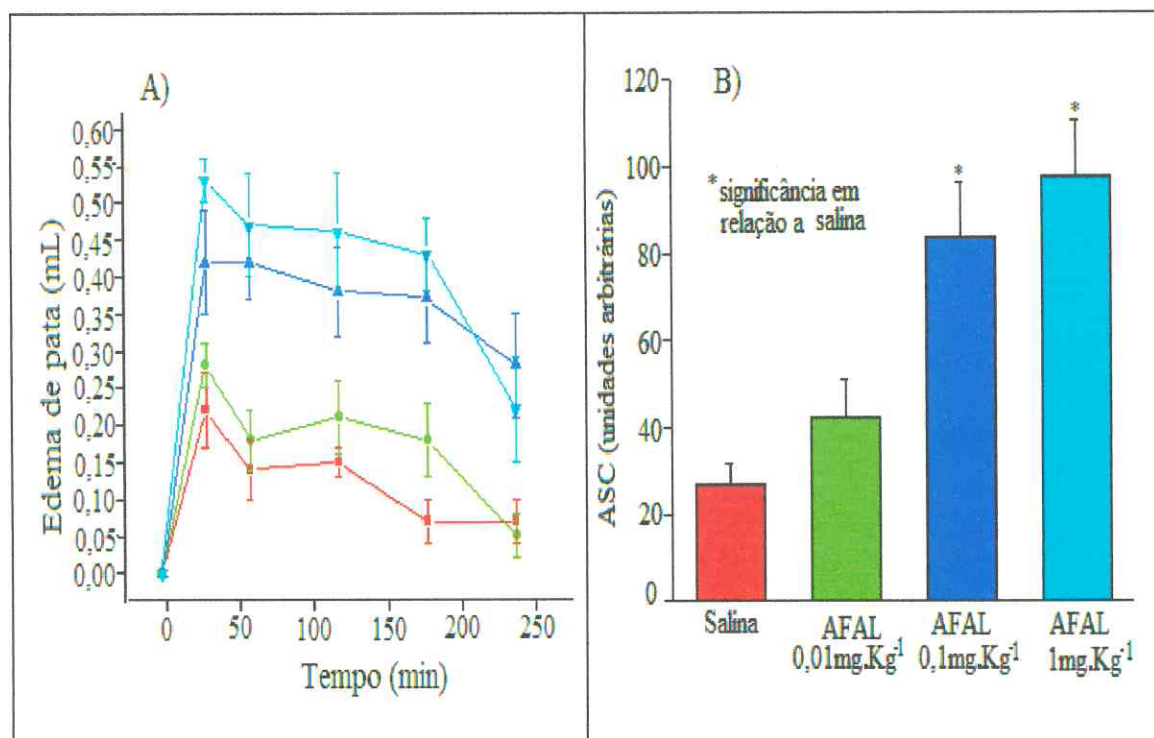 A)
Edema de pata (mL)
0,60
0,55
0,50
0,45
0,40
0,35
0,30
0,25
0,20
0,15
0,10
0,05
0,00
0 50 100 150 200 250
Tempo (min)
B)
ASC (unidades arbitrárias)
120
100
80
60
40
20
0
*significância em
relação a salina
*
*
Salina
AFAL
0,01mg.Kg⁻¹
AFAL
0,1mg.Kg⁻¹
AFAL
1mg.Kg⁻¹